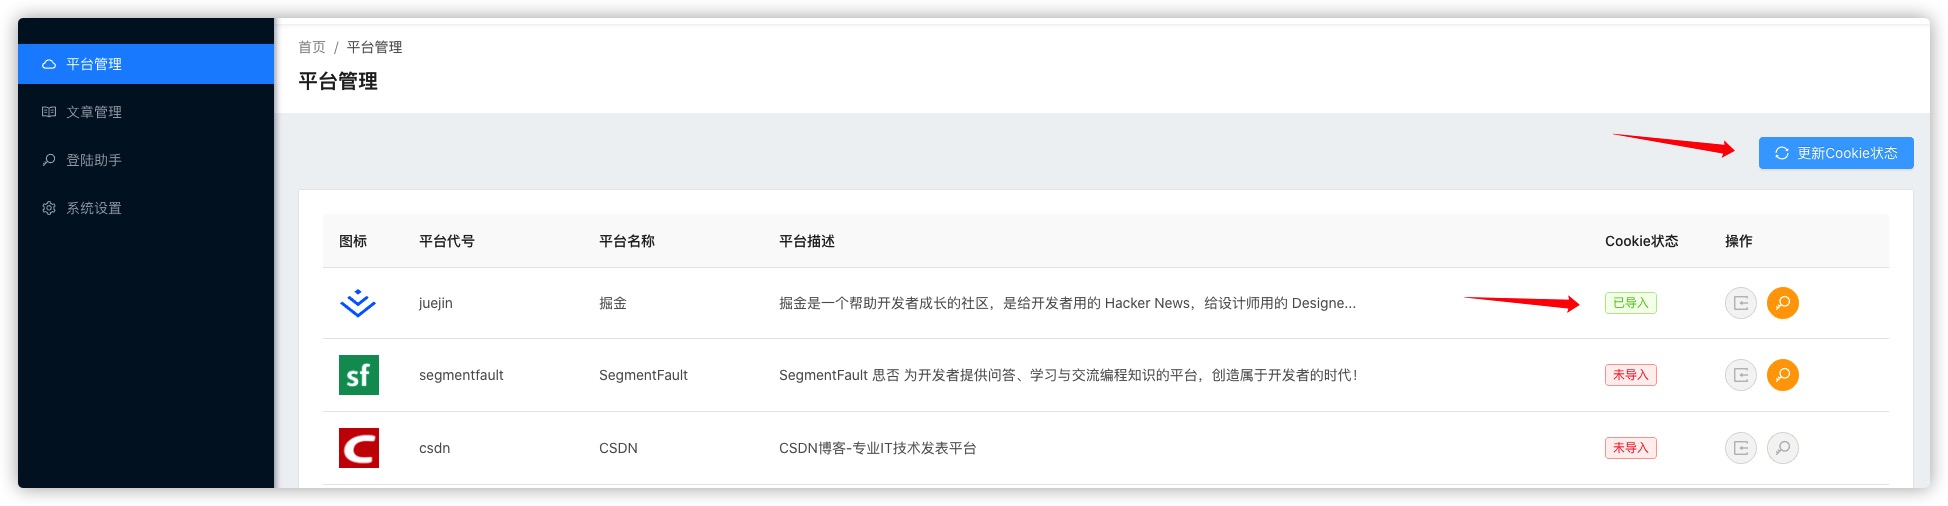 平台管理
文章管理
登陆助手
系统设置
首页 / 平台管理
平台管理
更新Cookie状态
图标 平台代号 平台名称 平台描述 Cookie状态 操作
juejin 掘金 掘金是一个帮助开发者成长的社区，是给开发者用的 Hacker News，给设计师用的 Designe... 已导入
sf segmentfault SegmentFault SegmentFault 思否 为开发者提供问答、学习与交流编程知识的平台，创造属于开发者的时代！ 未导入
C csdn CSDN CSDN博客-专业IT技术发表平台 未导入